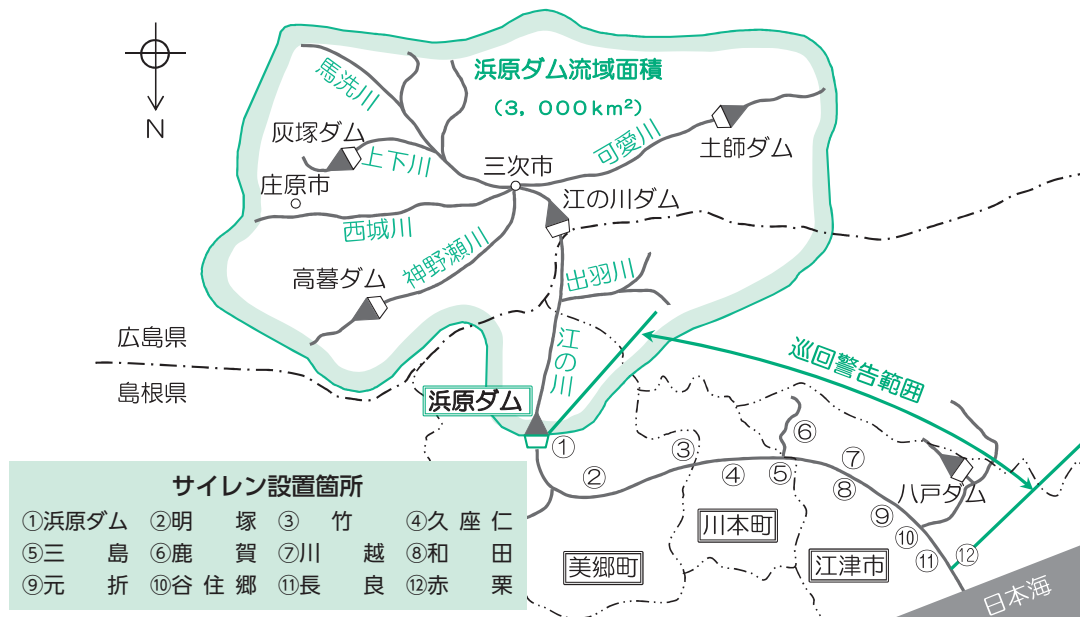 浜原ダム流域面積
(3，000km²)
N
馬洗川
灰塚ダム
上下川
庄原市
三次市
可愛川
土師ダム
江の川ダム
西城川
神野瀬川
高暮ダム
出羽川
江の川
広島県
島根県
浜原ダム
巡回警告範囲
① ② ③ ④ ⑤ ⑥ ⑦ ⑧ ⑨ ⑩ ⑪ ⑫
八戸ダム
川本町
美郷町
江津市
日本海
サイレン設置箇所
①浜原ダム ②明塚 ③竹 ④久座仁
⑤三島 ⑥鹿賀 ⑦川越 ⑧和田
⑨元折 ⑩谷住郷 ⑪長良 ⑫赤栗